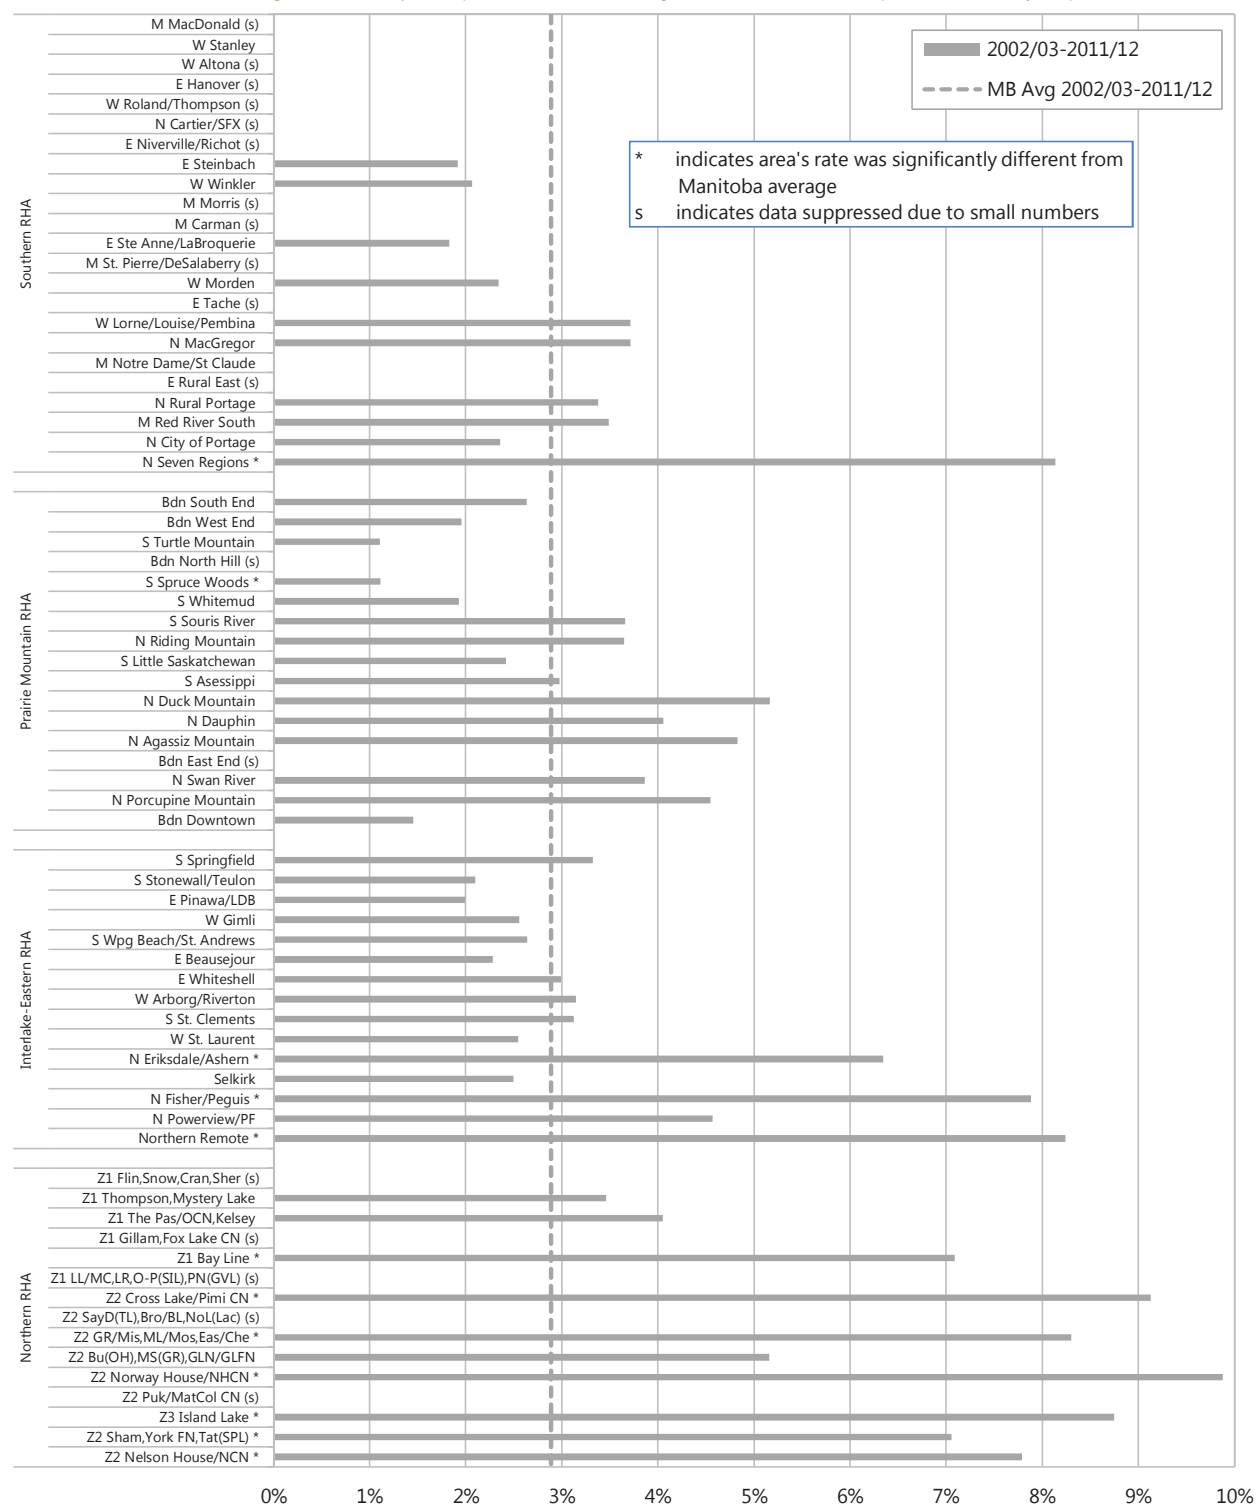 2002/03-2011/12
MB Avg 2002/03-2011/12
* indicates area's rate was significantly different from
Manitoba average
s indicates data suppressed due to small numbers
Southern RHA
M MacDonald (s)
W Stanley
W Altona (s)
E Hanover (s)
W Roland/Thompson (s)
N Cartier/SFX (s)
E Niverville/Richot (s)
E Steinbach
W Winkler
M Morris (s)
M Carman (s)
E Ste Anne/LaBroquerie
M St. Pierre/DeSalaberry (s)
W Morden
E Tache (s)
W Lorne/Louise/Pembina
N MacGregor
M Notre Dame/St Claude
E Rural East (s)
N Rural Portage
M Red River South
N City of Portage
N Seven Regions *
Prairie Mountain RHA
Bdn South End
Bdn West End
S Turtle Mountain
Bdn North Hill (s)
S Spruce Woods *
S Whitemud
S Souris River
N Riding Mountain
S Little Saskatchewan
S Asessippi
N Duck Mountain
N Dauphin
N Agassiz Mountain
Bdn East End (s)
N Swan River
N Porcupine Mountain
Bdn Downtown
Interlake-Eastern RHA
S Springfield
S Stonewall/Teulon
E Pinawa/LDB
W Gimli
S Wpg Beach/St. Andrews
E Beausejour
E Whiteshell
W Arborg/Riverton
S St. Clements
W St. Laurent
N Eriksdale/Ashern *
Selkirk
N Fisher/Peguis *
N Powerview/PF
Northern Remote *
Northern RHA
Z1 Flin,Snow,Cran,Sher (s)
Z1 Thompson,Mystery Lake
Z1 The Pas/OCN,Kelsey
Z1 Gillam,Fox Lake CN (s)
Z1 Bay Line *
Z1 LL/MC,LR,O-P(SIL),PN(GVL) (s)
Z2 Cross Lake/Pimi CN *
Z2 SayD(TL),Bro/BL,NoL(Lac) (s)
Z2 GR/Mis,ML/Mos,Eas/Che *
Z2 Bu(OH),MS(GR),GLN/GLFN
Z2 Norway House/NHCN *
Z2 Puk/MatCol CN (s)
Z3 Island Lake *
Z2 Sham,York FN,Tat(SPL) *
Z2 Nelson House/NCN *
0% 1% 2% 3% 4% 5% 6% 7% 8% 9% 10%